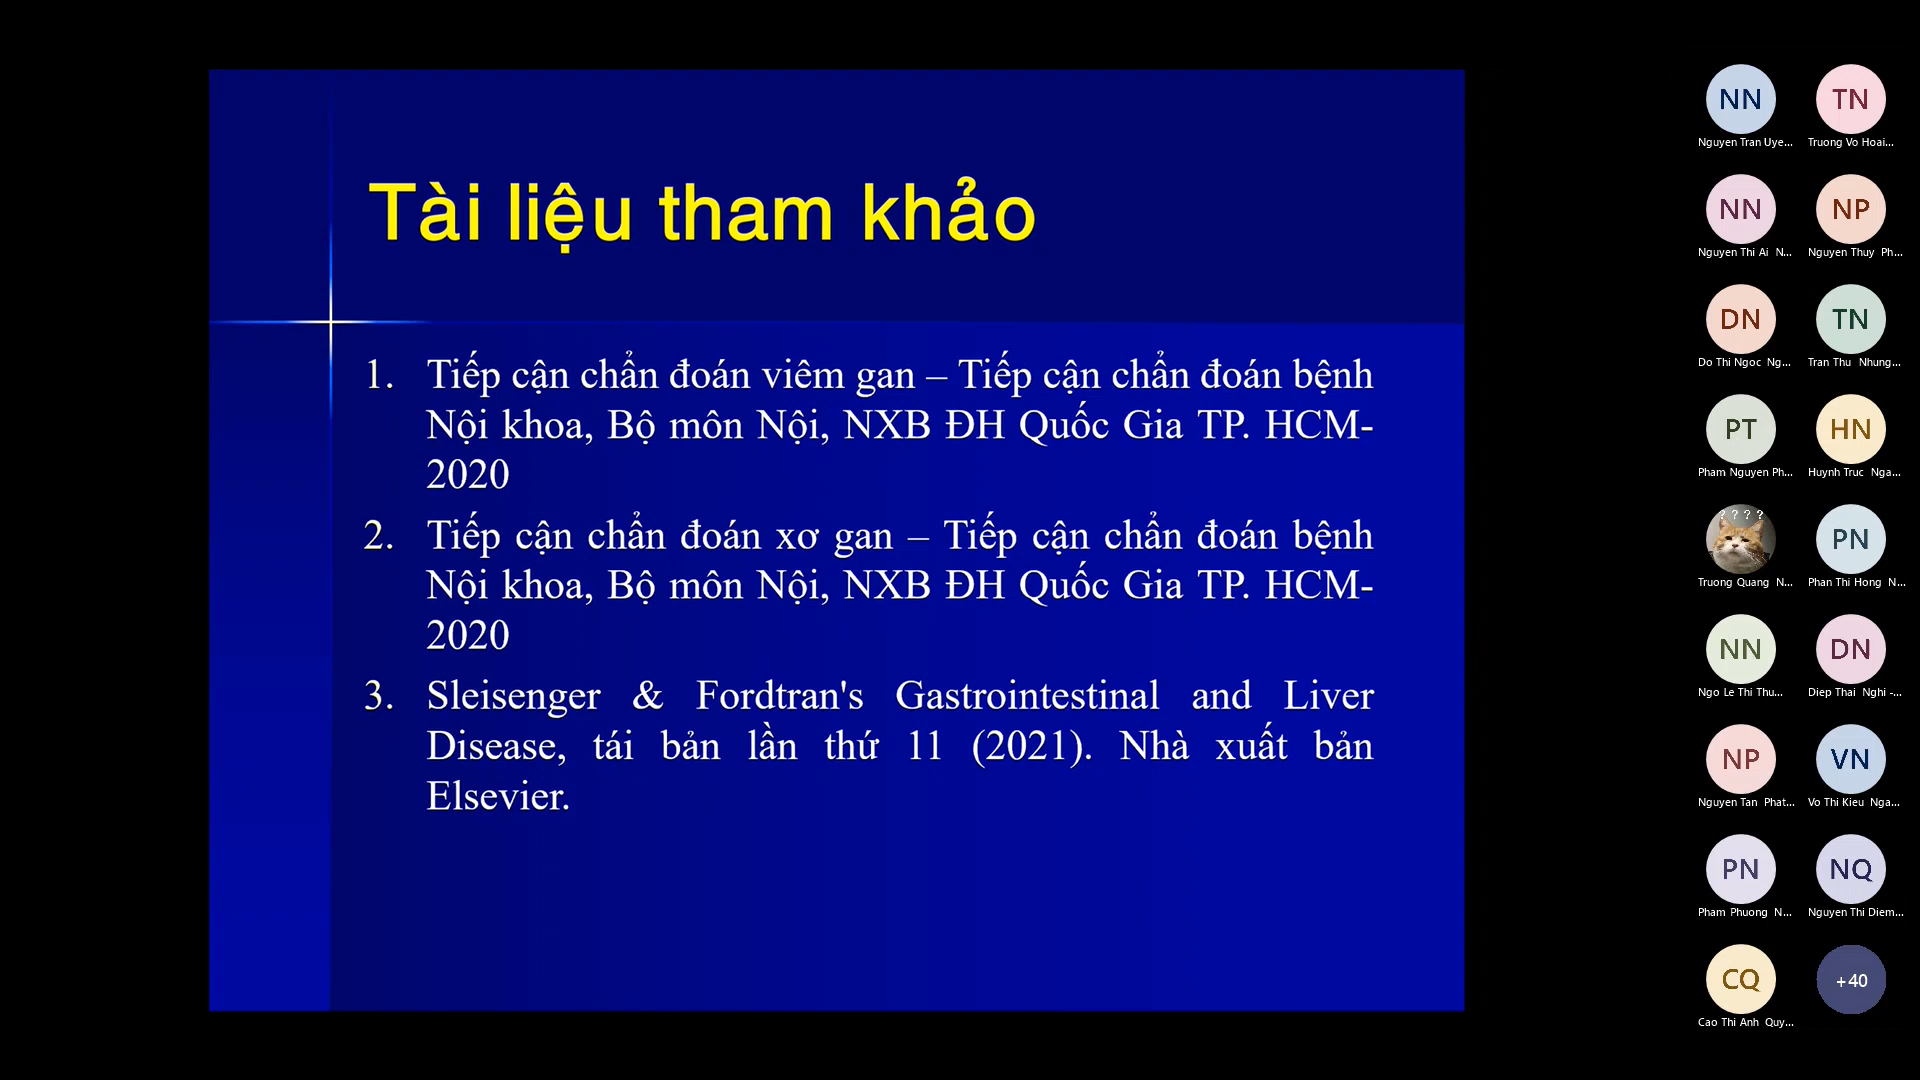 Tài liệu tham khảo
1. Tiếp cận chẩn đoán viêm gan – Tiếp cận chẩn đoán bệnh
Nội khoa, Bộ môn Nội, NXB ĐH Quốc Gia TP. HCM-
2020
2. Tiếp cận chẩn đoán xơ gan – Tiếp cận chẩn đoán bệnh
Nội khoa, Bộ môn Nội, NXB ĐH Quốc Gia TP. HCM-
2020
3. Sleisenger & Fordtran's Gastrointestinal and Liver
Disease, tái bản lần thứ 11 (2021). Nhà xuất bản
Elsevier.
NN TN
Nguyen Tran Uye... Truong Vo Hoai...
NN NP
Nguyen Thi Ai N... Nguyen Thuy Ph...
DN TN
Do Thi Ngoc Ng... Tran Thu Nhung...
PT HN
Pham Nguyen Ph... Huynh Truc Nga...
? ? ? ? PN
Truong Quang N... Phan Thi Hong N...
NN DN
Ngo Le Thi Thu... Diep Thai Nghi -...
NP VN
Nguyen Tan Phat... Vo Thi Kieu Nga...
PN NQ
Pham Phuong N... Nguyen Thi Diem...
CQ +40
Cao Thi Anh Quy...